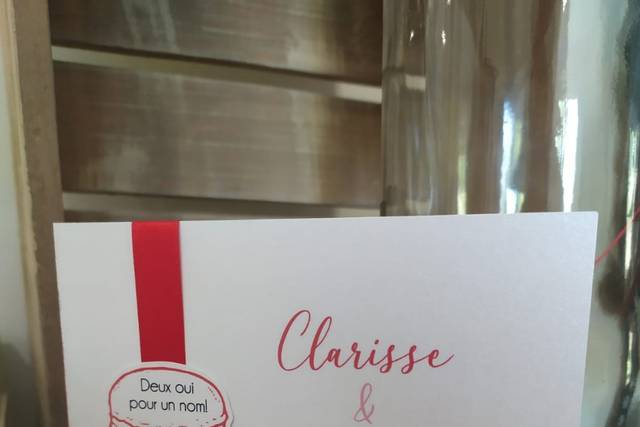 Deux oui
pour un nom!
Clarisse
&